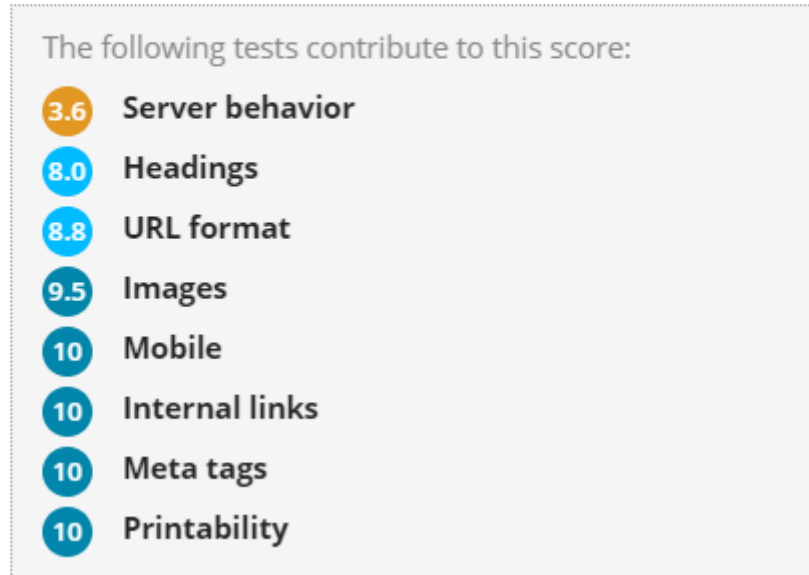 The following tests contribute to this score:
3.6 Server behavior
8.0 Headings
8.8 URL format
9.5 Images
10 Mobile
10 Internal links
10 Meta tags
10 Printability